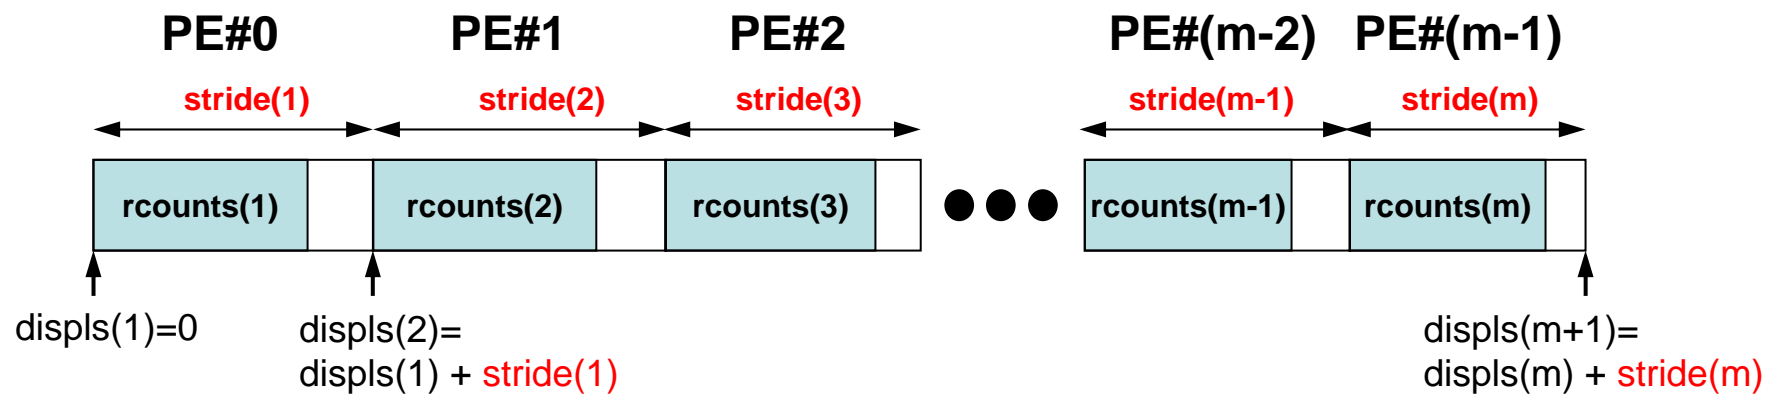 PE#0 PE#1 PE#2 PE#(m-2) PE#(m-1)
stride(1) stride(2) stride(3) stride(m-1) stride(m)
rcounts(1) rcounts(2) rcounts(3) rcounts(m-1) rcounts(m)
displs(1)=0 displs(2)= displs(m+1)=
displs(1) + stride(1) displs(m) + stride(m)